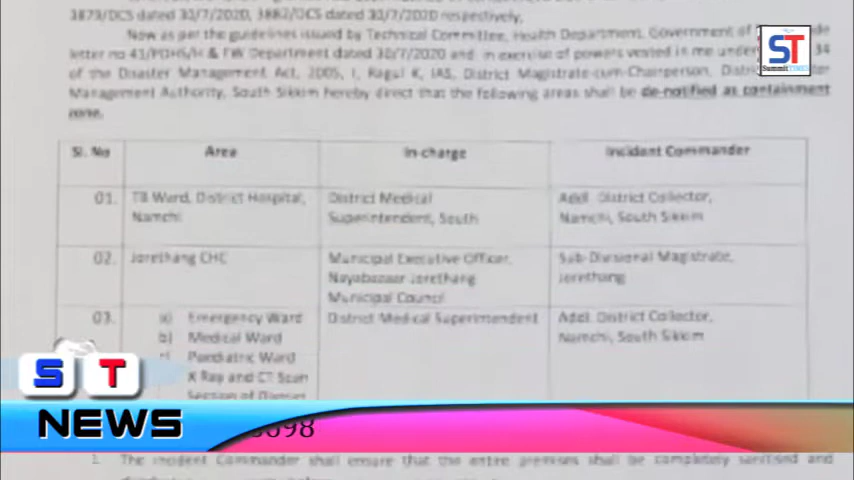 3873/DCS dated 30/7/2020, 3882/DCS dated 30/7/2020 respectively,
Now as per the guidelines issued by Technical Committee, Health Department, Government of
letter no 41/PDHS/H & FW Department dated 30/7/2020 and in exercise of powers vested in me under 34
of the Disaster Management Act, 2005, I, Ragul K, IAS, District Magistrate-cum-Chairperson,
Management Authority, South Sikkim hereby direct that the following areas shall be de-notified as containment
zone.
ST
Summit
Sl. No Area In-charge Incident Commander
01. TB Ward, District Hospital, Namchi District Medical Superintendent, South Addl. District Collector, Namchi, South Sikkim
02. Jorethang CHC Municipal Executive Officer, Nayabazaar Jorethang Municipal Council Sub-Divisional Magistrate, Jorethang
03. a) Emergency Ward District Medical Superintendent Addl. District Collector,
b) Medical Ward Namchi, South Sikkim
Paediatric Ward
X Ray and CT Scan
Section of
S T
NEWS
98
1. The Incident Commander shall ensure that the entire premises shall be completely sanitised and